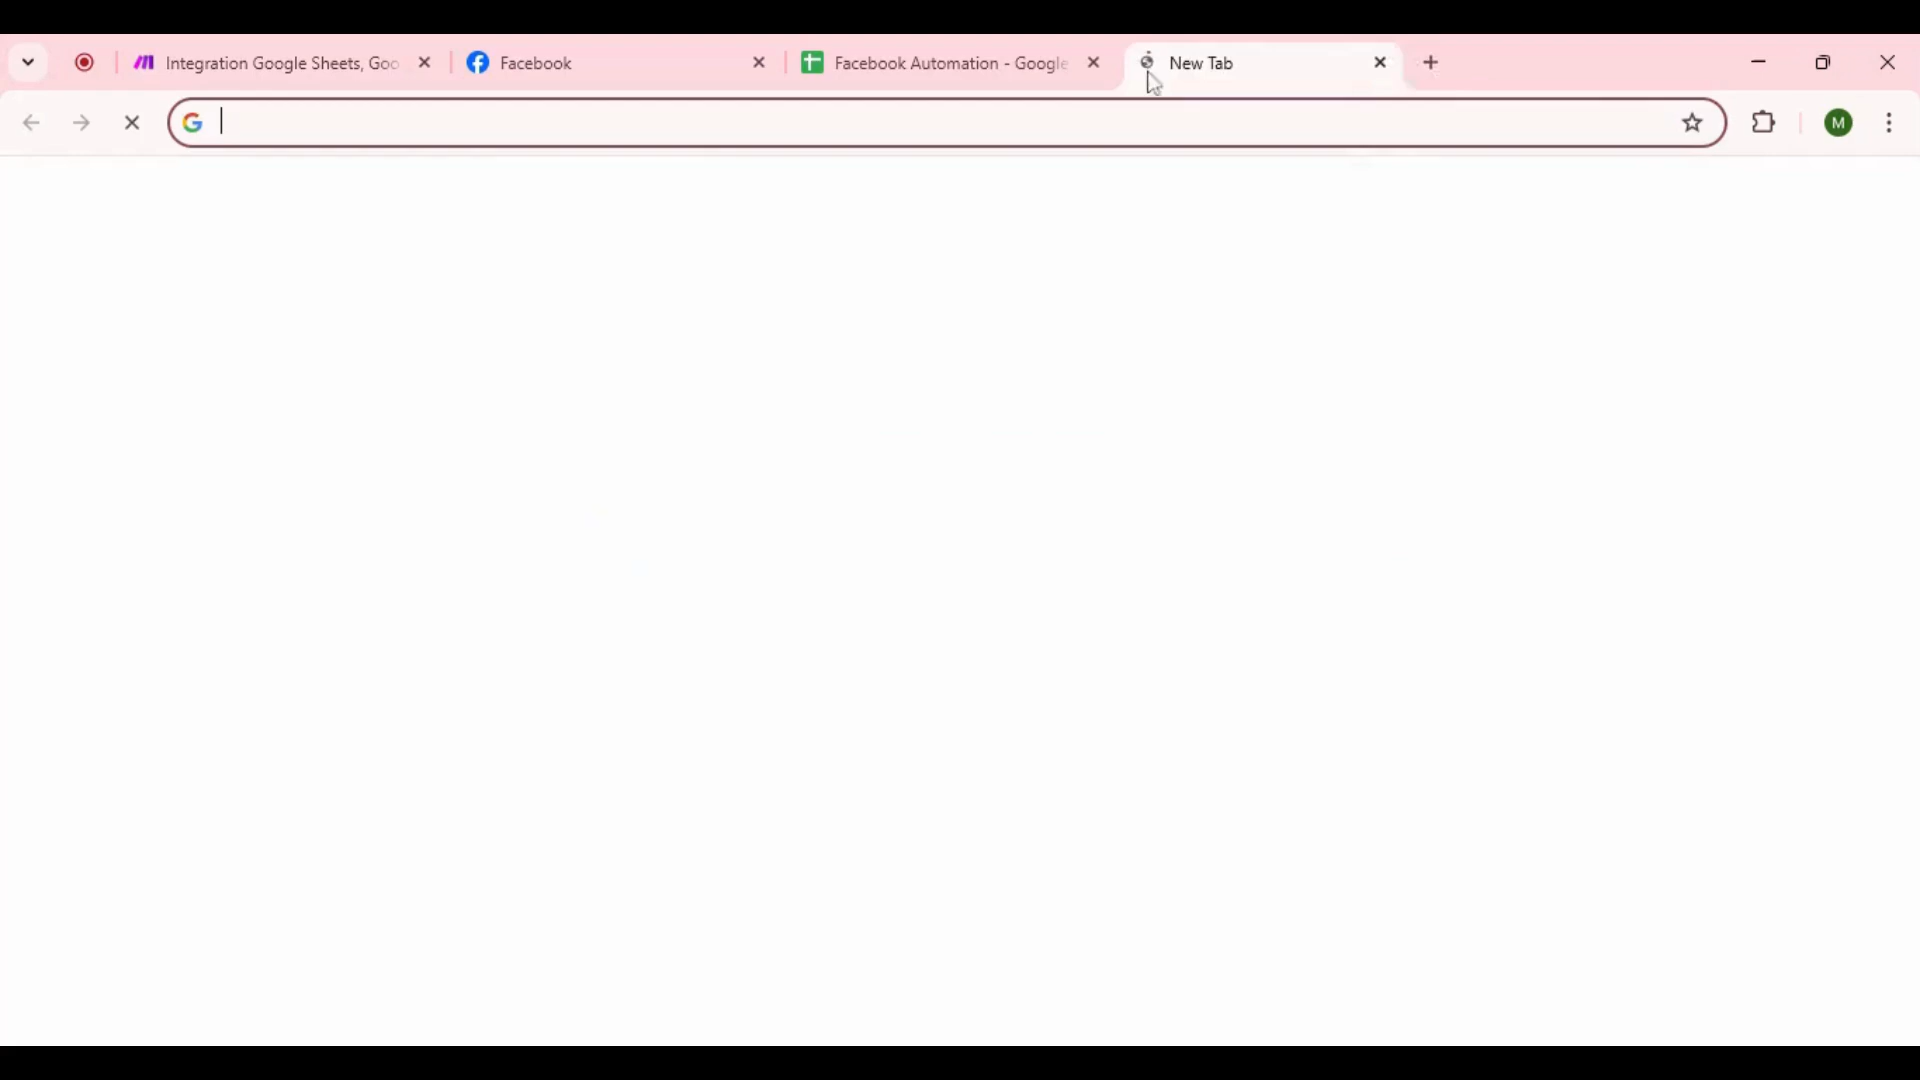 Integration Google Sheets, Goo
Facebook
Facebook Automation - Google
New Tab
M